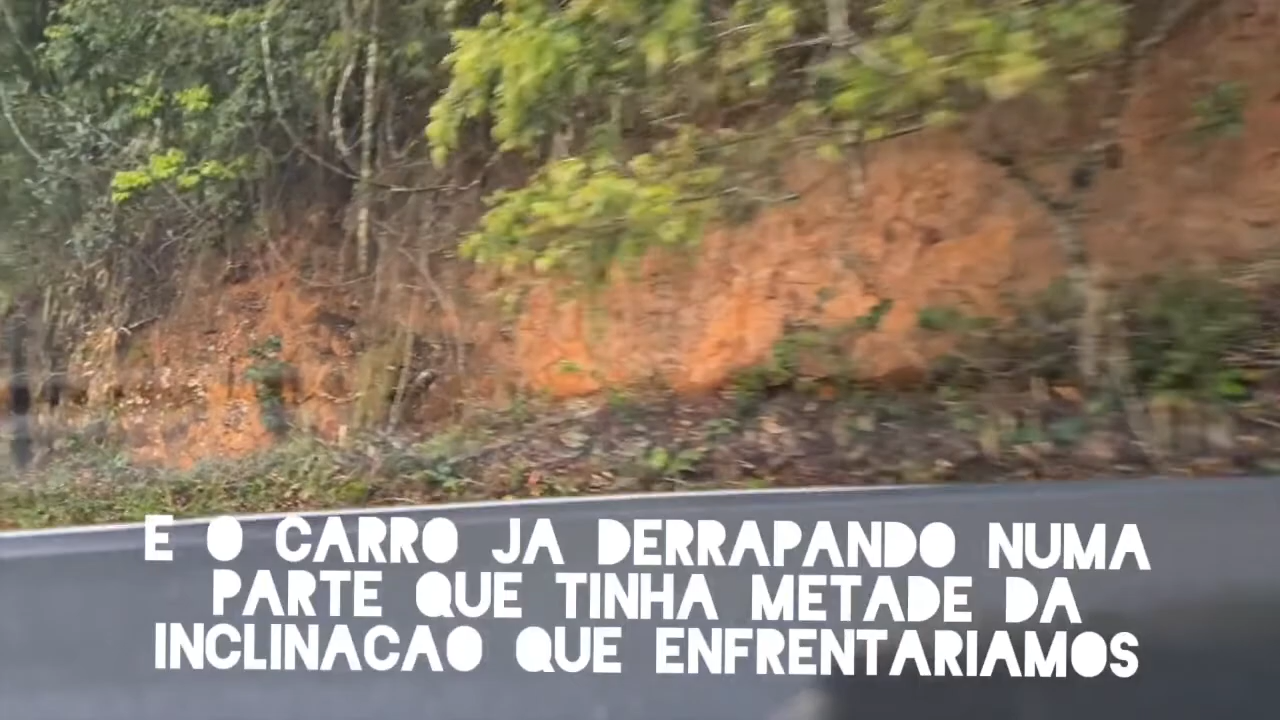 E O CARRO JA DERRAPANDO NUMA
PARTE QUE TINHA METADE DA
INCLINACAO QUE ENFRENTARIAMOS